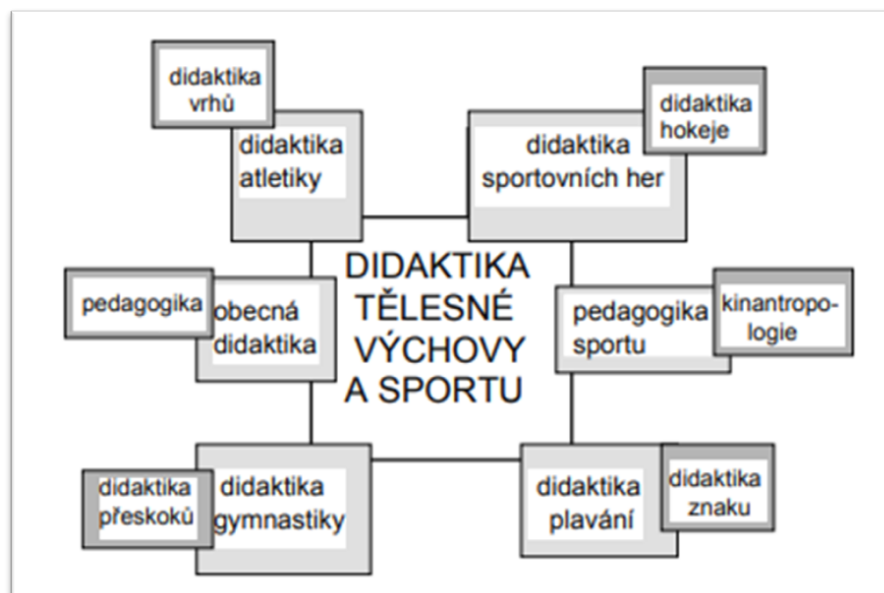 didaktika
vrhů
didaktika
atletiky
didaktika
sportovních her
didaktika
hokeje
DIDAKTIKA
TĚLESNÉ
VÝCHOVY
A SPORTU
pedagogika
obecná
didaktika
pedagogika
sportu
kinantropo-
logie
didaktika
přeskoků
didaktika
gymnastiky
didaktika
plavání
didaktika
znaku